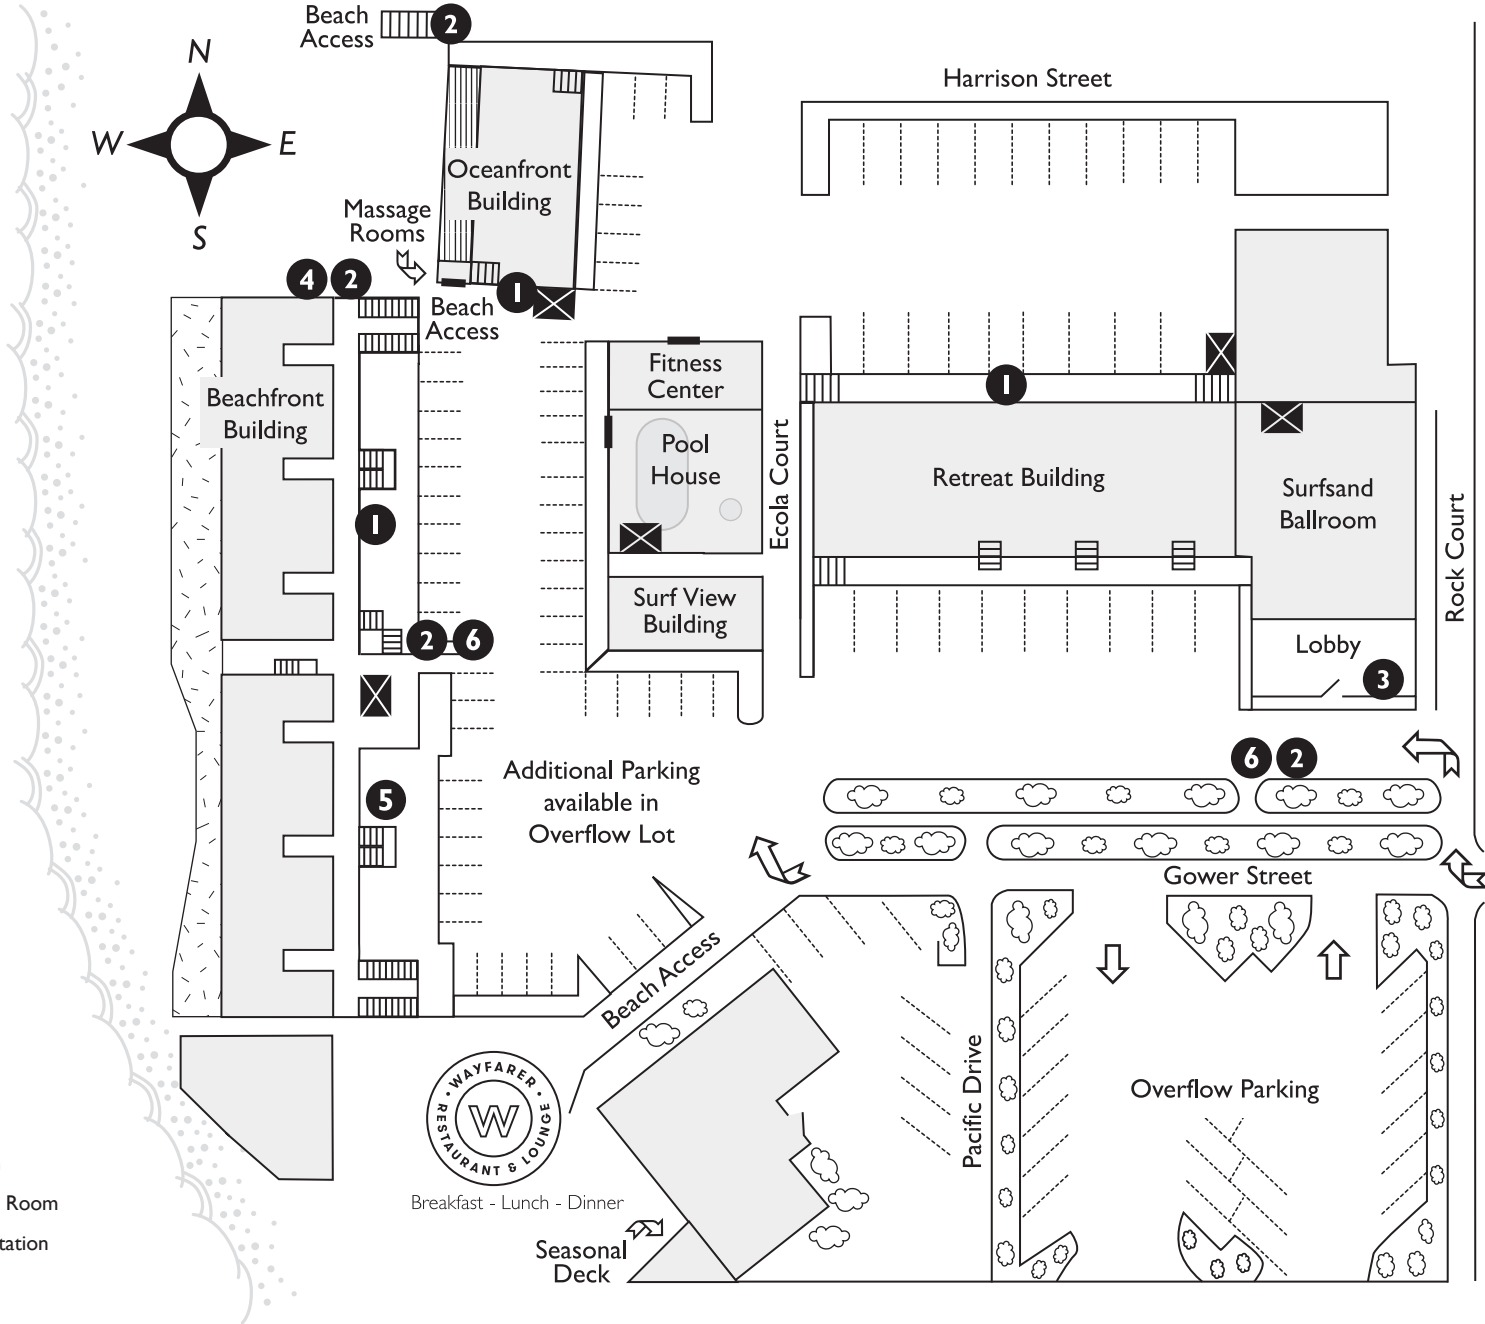 Beach
Access
2
N
W
E
S
Harrison Street
Oceanfront
Building
Massage
Rooms
4
2
1
Beach
Access
Fitness
Center
1
Beachfront
Building
Pool
House
Ecola Court
Retreat Building
Surfsand
Ballroom
Rock Court
1
Surf View
Building
2
6
Lobby
3
6
2
5
Additional Parking
available in
Overflow Lot
Gower Street
Beach Access
Pacific Drive
Overflow Parking
WAYFARER
W
RESTAURANT & LOUNGE
Breakfast - Lunch - Dinner
Room
tation
Seasonal
Deck